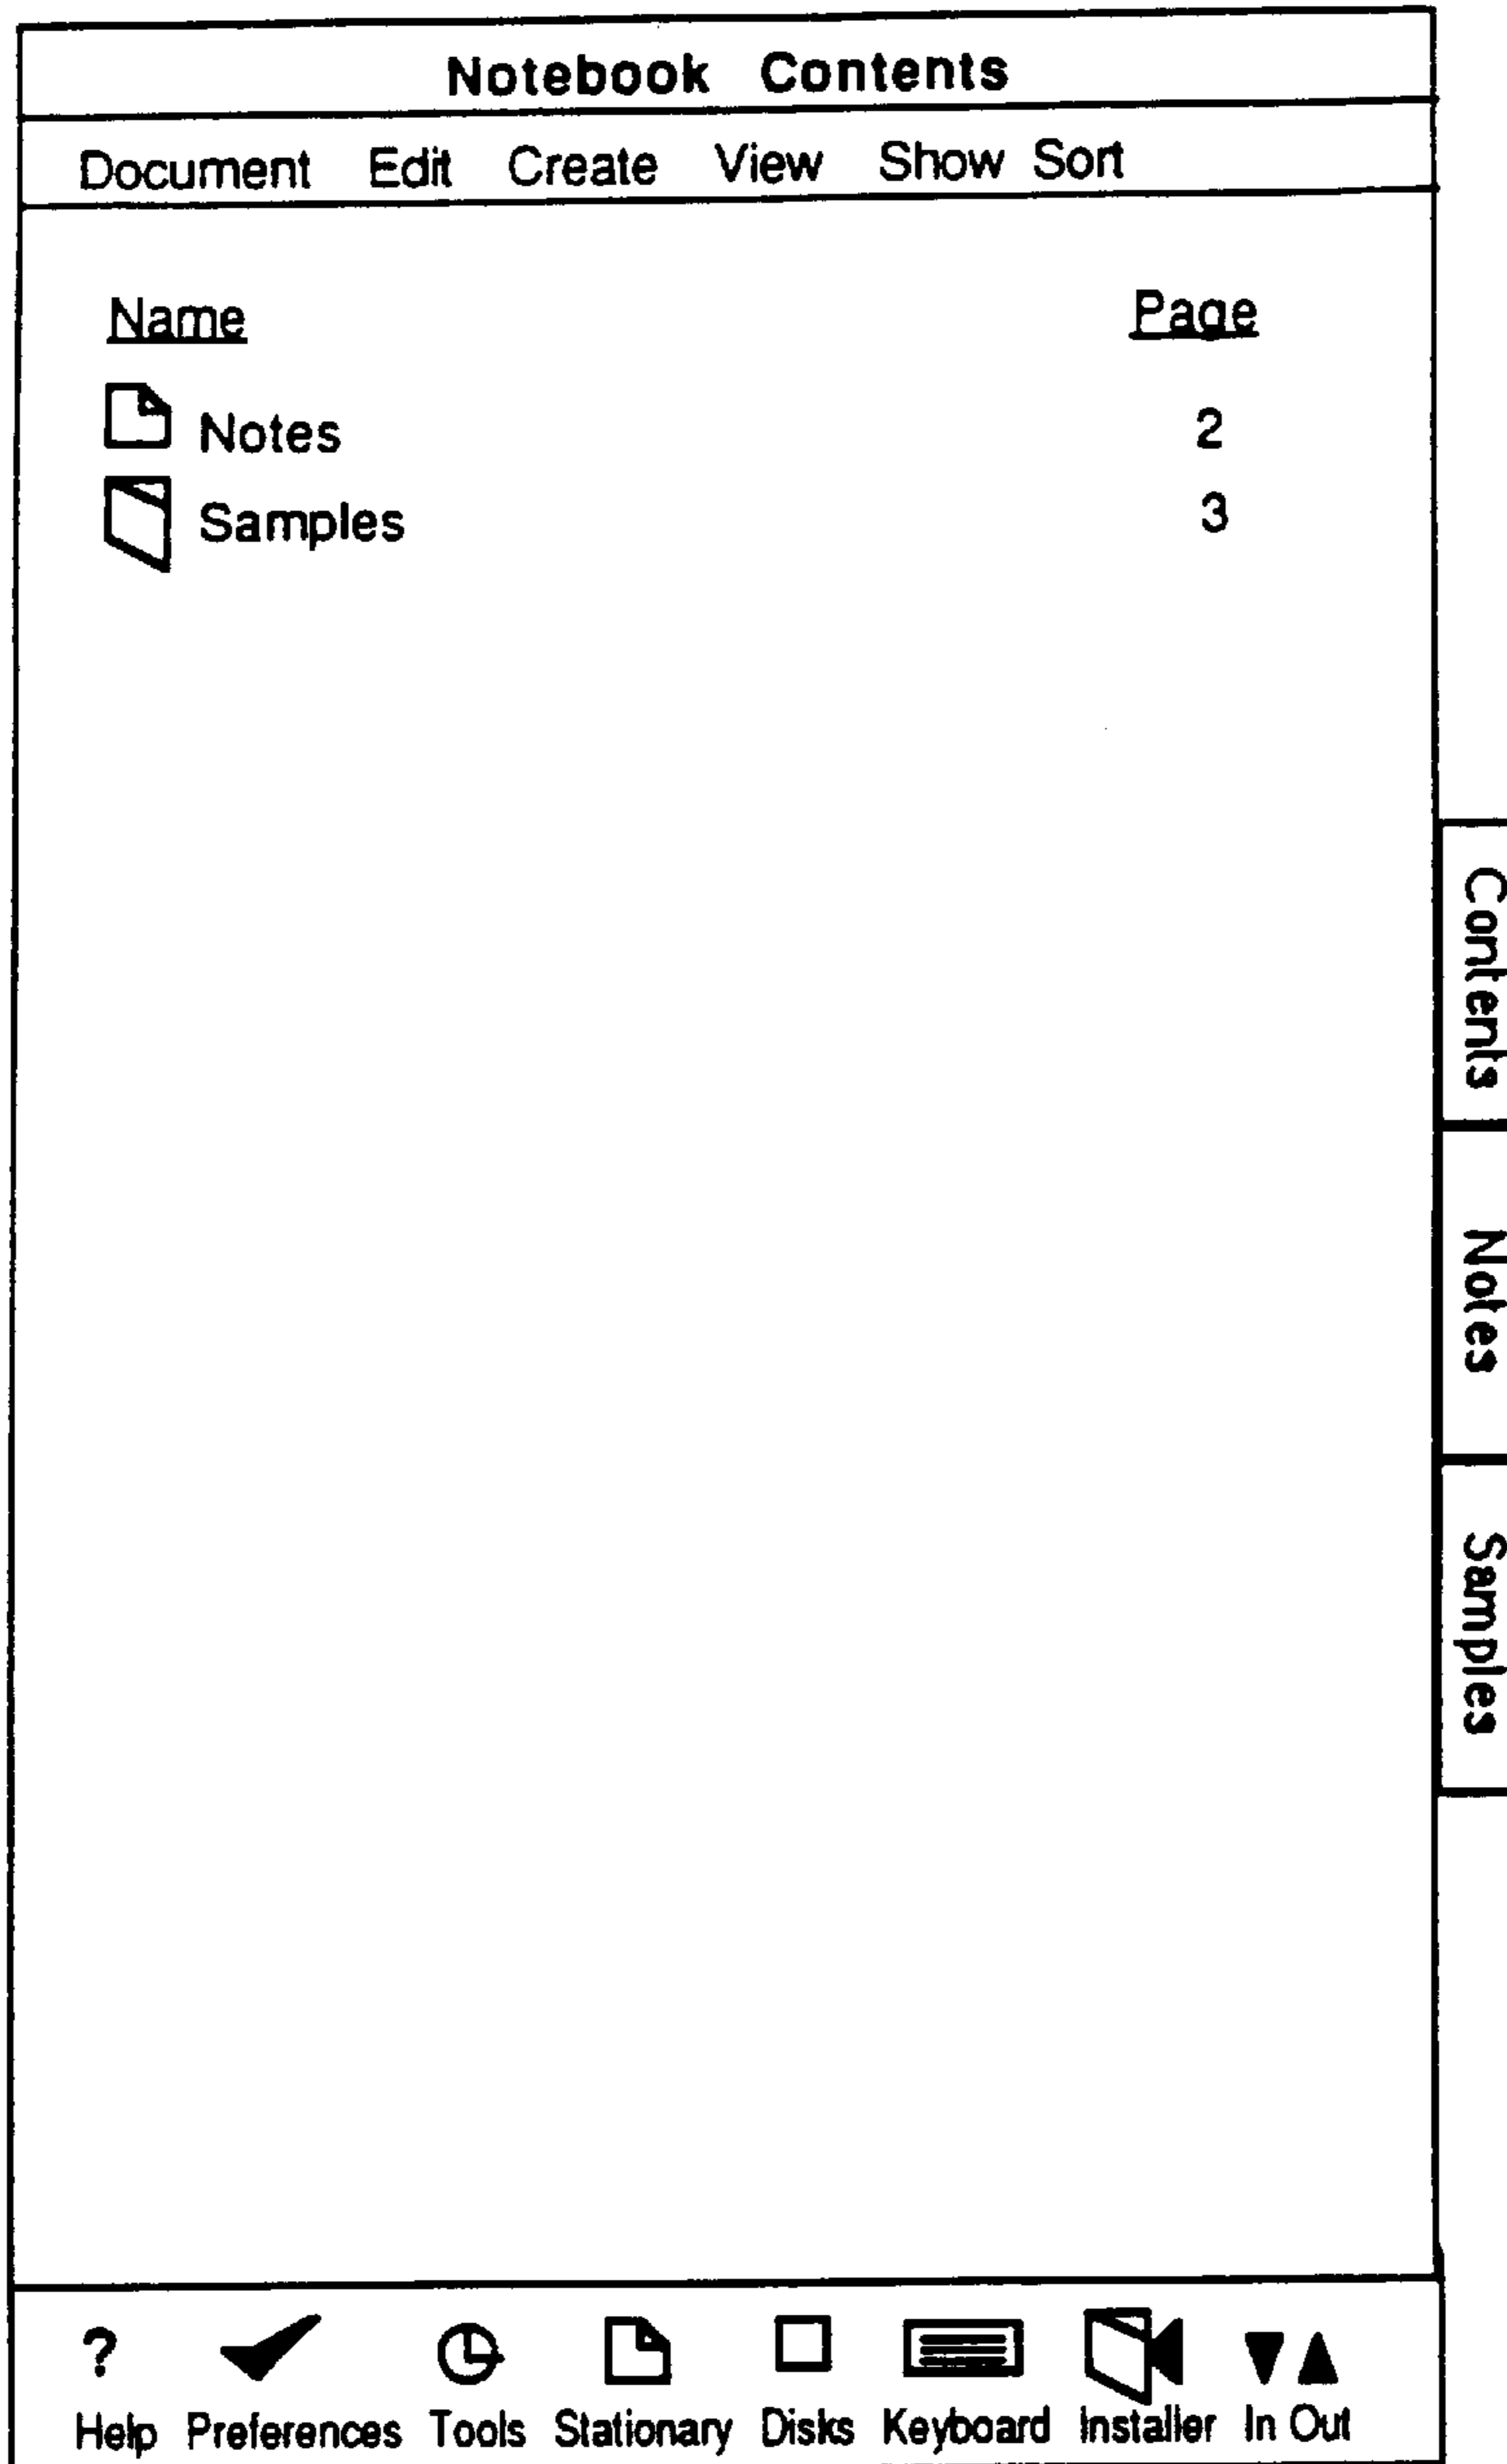 Notebook Contents
Document Edit Create View Show Sort
Name Page
Notes 2
Samples 3
Contents
Notes
Samples
?
Help Preferences Tools Stationary Disks Keyboard Installer In Out